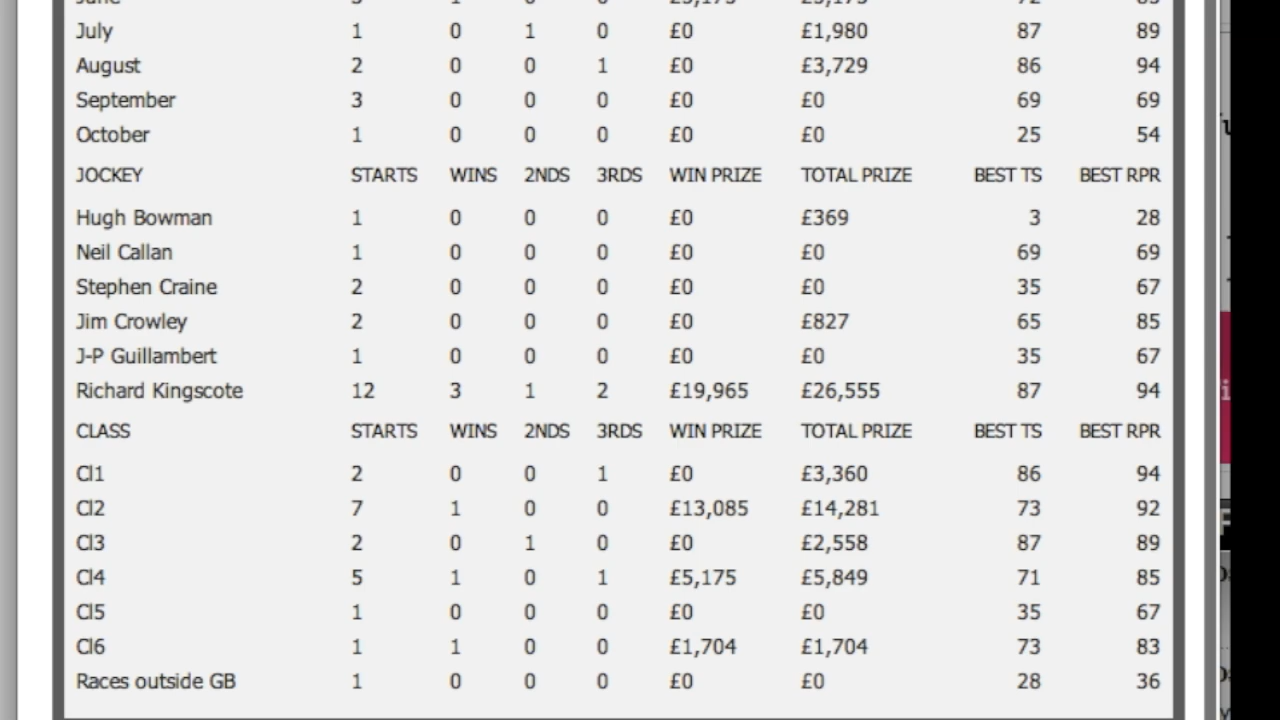 July 1 0 1 0 £0 £1,980 87 89
August 2 0 0 1 £0 £3,729 86 94
September 3 0 0 0 £0 £0 69 69
October 1 0 0 0 £0 £0 25 54
JOCKEY STARTS WINS 2NDS 3RDS WIN PRIZE TOTAL PRIZE BEST TS BEST RPR
Hugh Bowman 1 0 0 0 £0 £369 3 28
Neil Callan 1 0 0 0 £0 £0 69 69
Stephen Craine 2 0 0 0 £0 £0 35 67
Jim Crowley 2 0 0 0 £0 £827 65 85
J-P Guillambert 1 0 0 0 £0 £0 35 67
Richard Kingscote 12 3 1 2 £19,965 £26,555 87 94
CLASS STARTS WINS 2NDS 3RDS WIN PRIZE TOTAL PRIZE BEST TS BEST RPR
Cl1 2 0 0 1 £0 £3,360 86 94
Cl2 7 1 0 0 £13,085 £14,281 73 92
Cl3 2 0 1 0 £0 £2,558 87 89
Cl4 5 1 0 1 £5,175 £5,849 71 85
Cl5 1 0 0 0 £0 £0 35 67
Cl6 1 1 0 0 £1,704 £1,704 73 83
Races outside GB 1 0 0 0 £0 £0 28 36